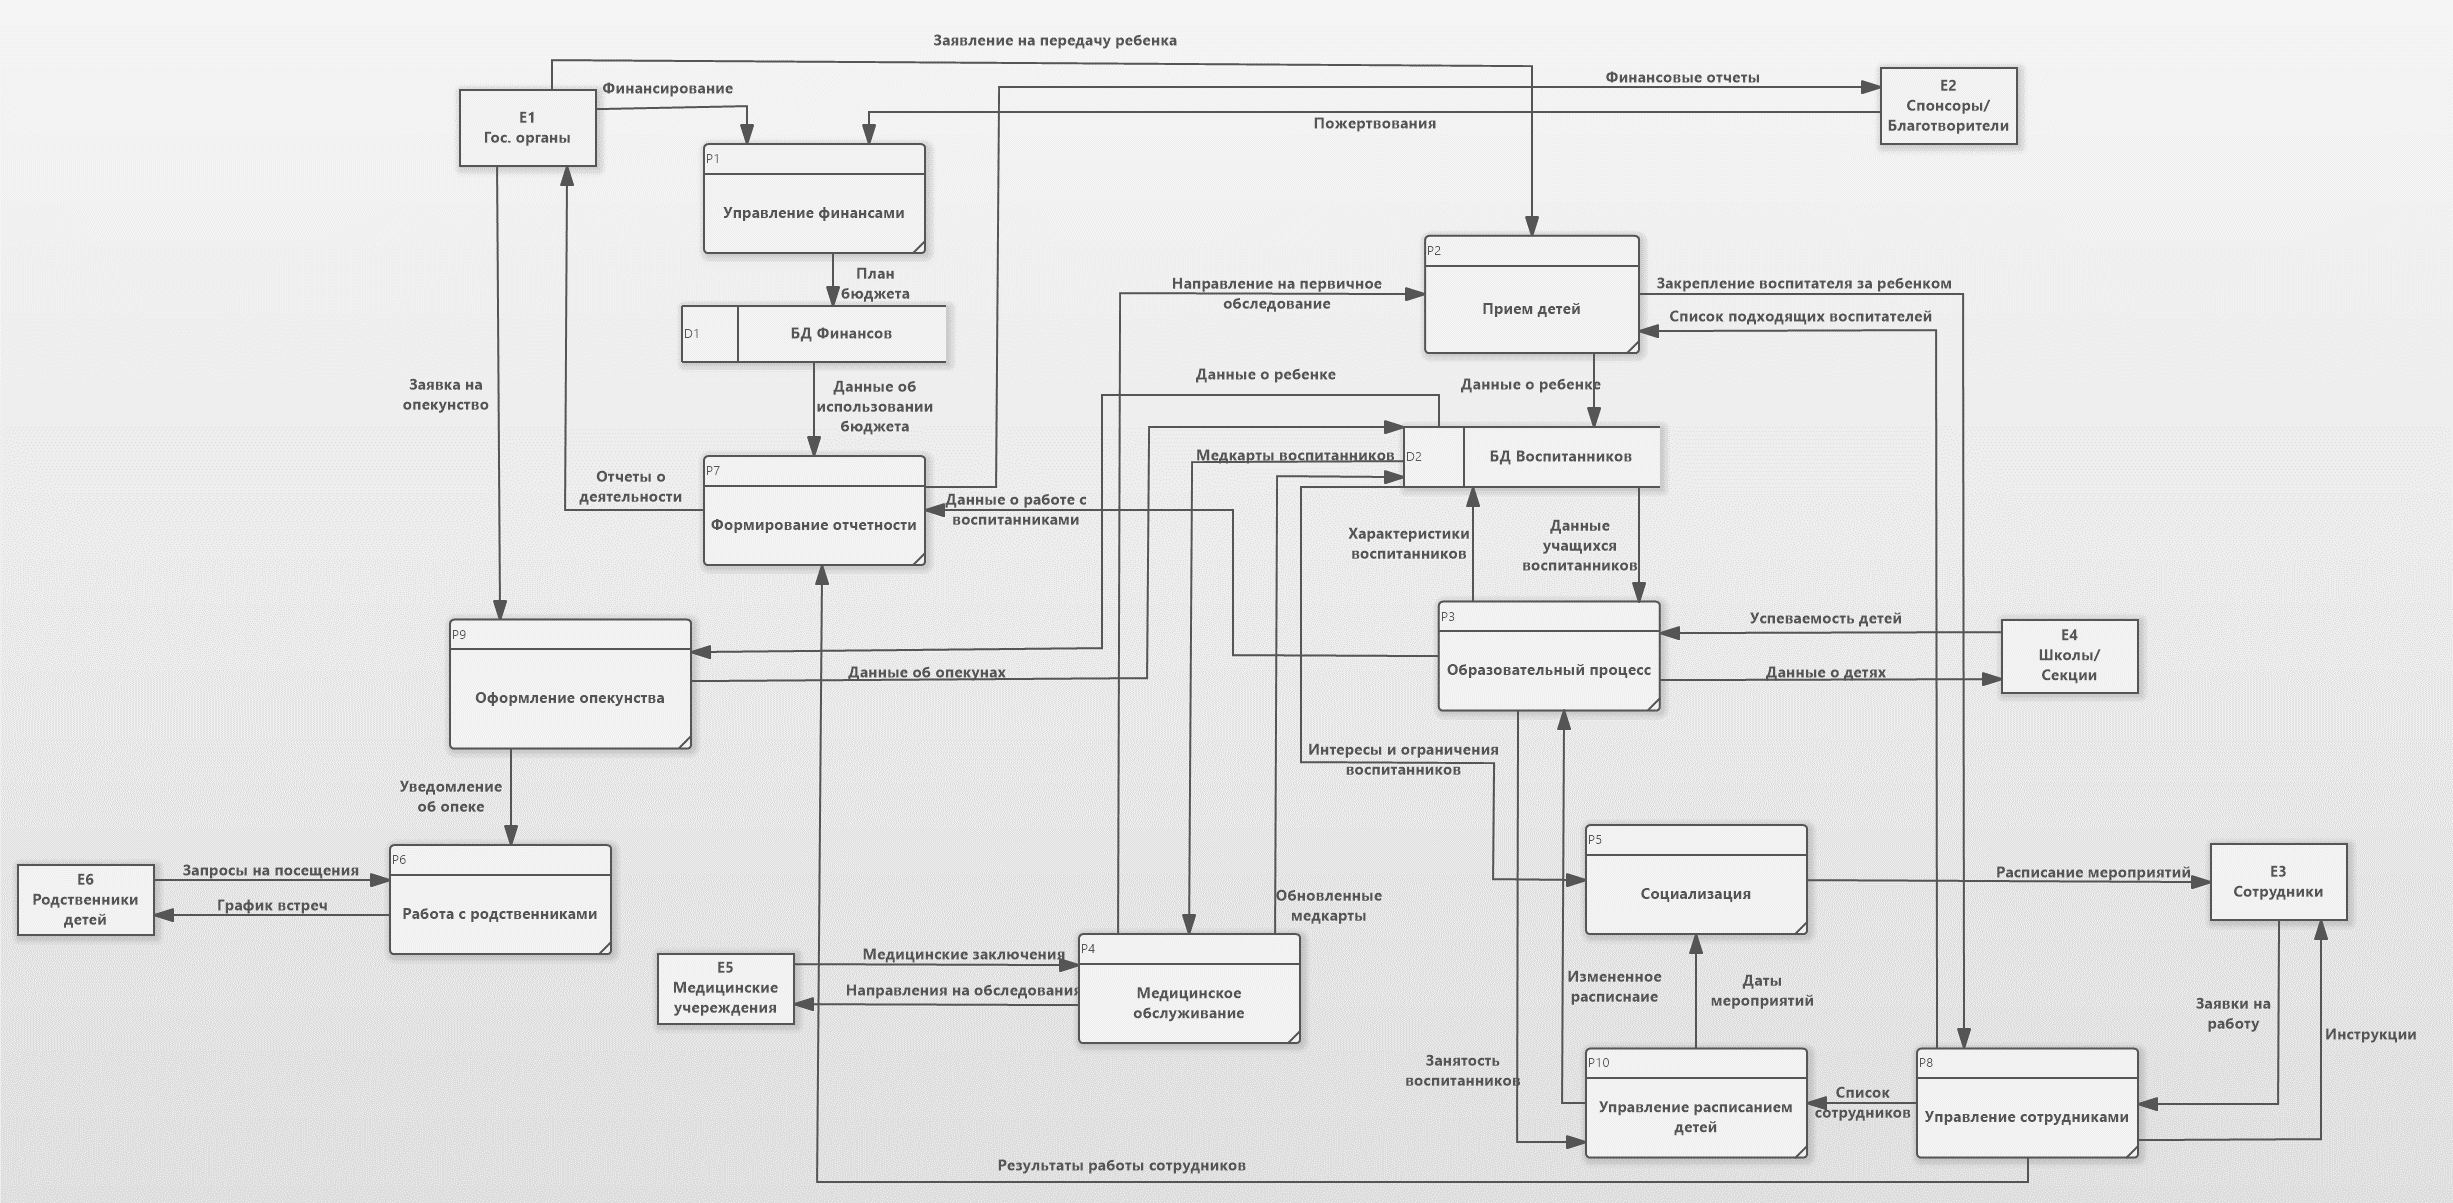 Заявление на передачу ребенка
Финансирование
Финансовые отчеты
E1
Гос. органы
E2
Спонсоры/
Благотворители
Пожертвования
P1
Управление финансами
План
бюджета
D1
БД Финансов
P2
Прием детей
Направление на первичное
обследование
Закрепление воспитателя за ребенком
Список подходящих воспитателей
Заявка на
опекунство
Данные об
использовании
бюджета
Данные о ребенке
Данные о ребенке
Медкарты воспитанников
D2
БД Воспитанников
P7
Формирование отчетности
Отчеты о
деятельности
Данные о работе с
воспитанниками
Характеристики
воспитанников
Данные
учащихся
воспитанников
P3
Образовательный процесс
Успеваемость детей
Данные о детях
E4
Школы/
Секции
P9
Оформление опекунства
Данные об опекунах
Интересы и ограничения
воспитанников
Уведомление
об опеке
P6
Работа с родственниками
E6
Родственники
детей
Запросы на посещения
График встреч
P5
Социализация
Расписание мероприятий
E3
Сотрудники
Обновленные
медкарты
E5
Медицинские
учереждения
Медицинские заключения
Направления на обследования
P4
Медицинское
обслуживание
Измененное
расписнаие
Даты
мероприятий
Заявки на
работу
Инструкции
Занятость
воспитанников
P10
Управление расписанием
детей
Список
сотрудников
P8
Управление сотрудниками
Результаты работы сотрудников